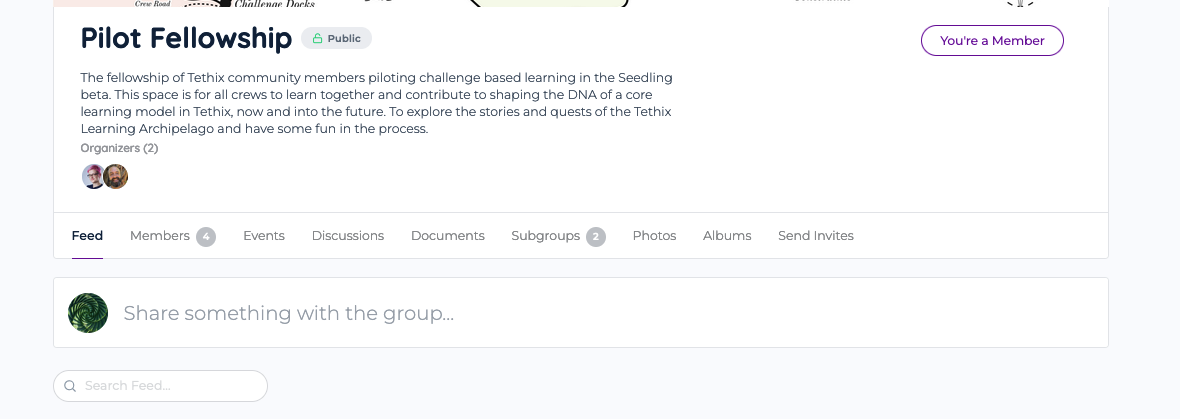 Crew Road
Challenge Docks
Pilot Fellowship
Public
You're a Member
The fellowship of Tethix community members piloting challenge based learning in the Seedling
beta. This space is for all crews to learn together and contribute to shaping the DNA of a core
learning model in Tethix, now and into the future. To explore the stories and quests of the Tethix
Learning Archipelago and have some fun in the process.
Organizers (2)
Feed
Members 4
Events
Discussions
Documents
Subgroups 2
Photos
Albums
Send Invites
Share something with the group...
Search Feed...